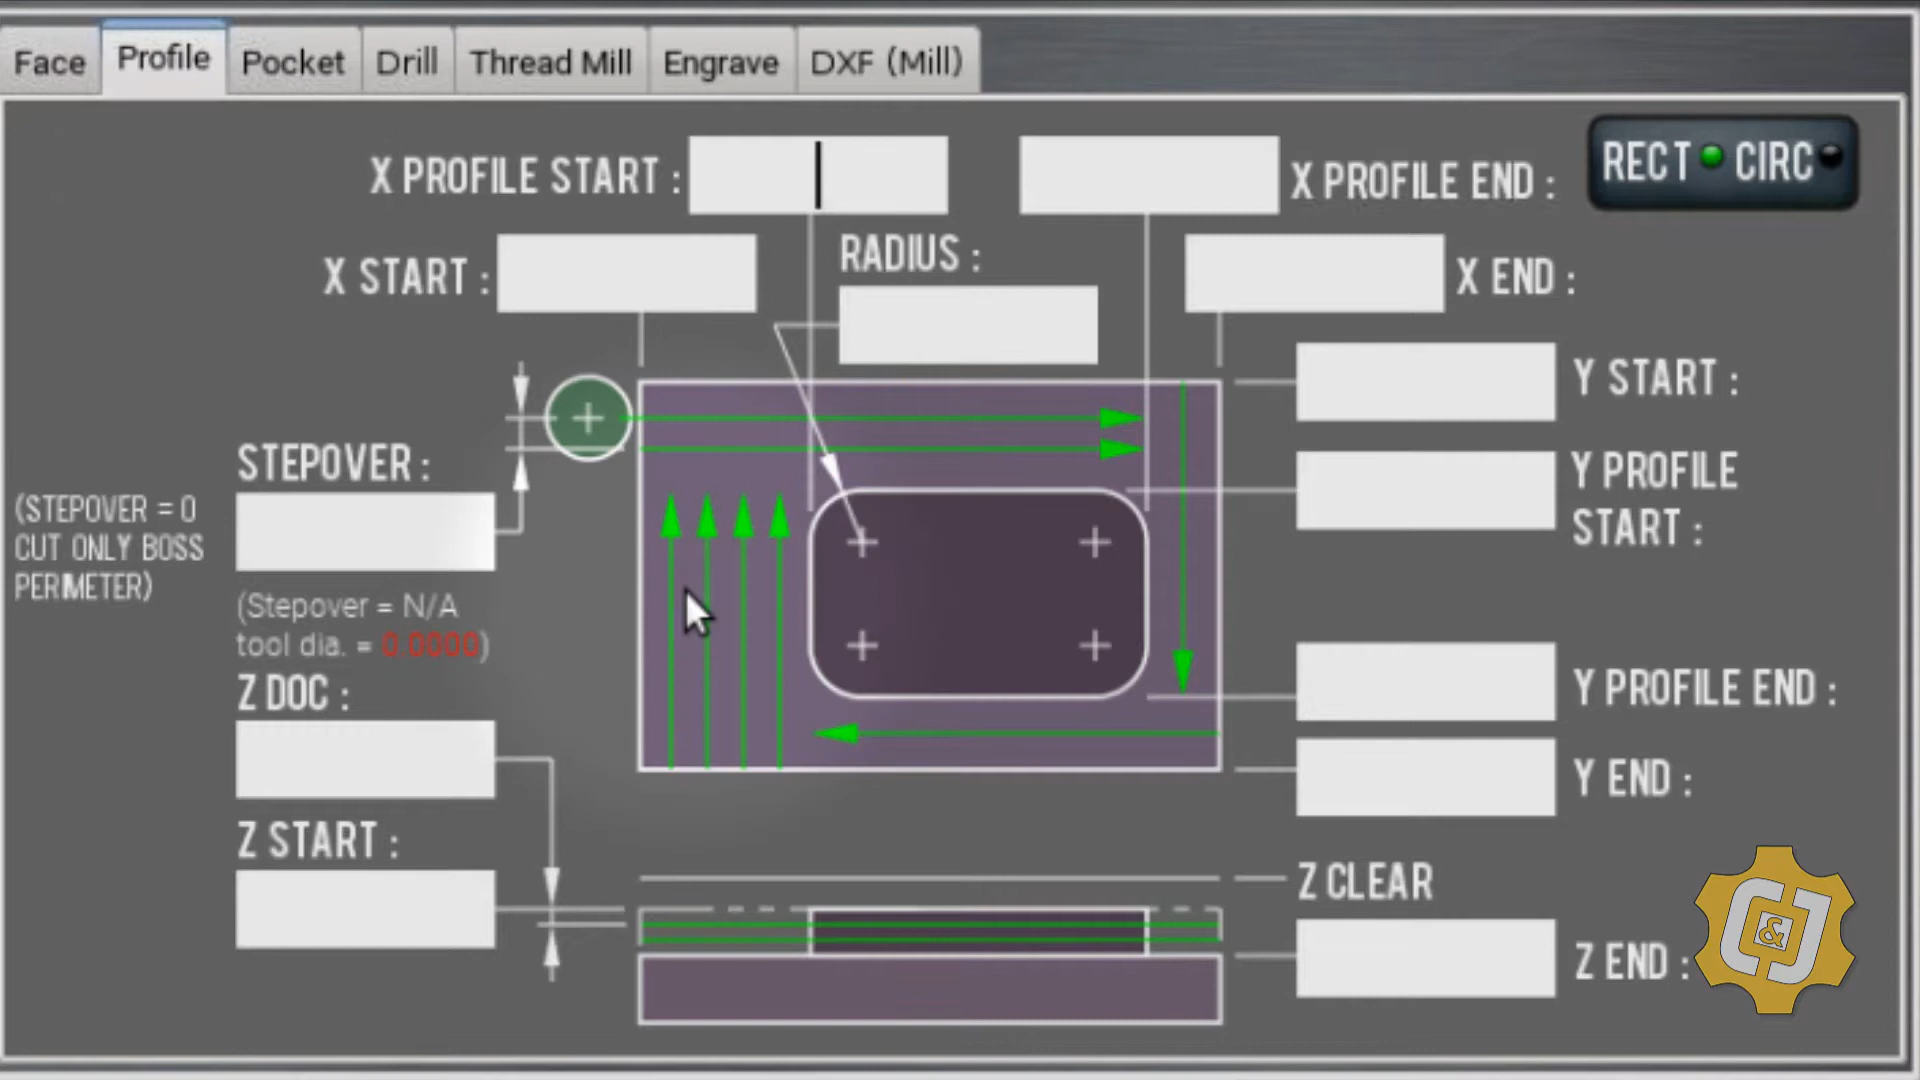 Face Profile Pocket Drill Thread Mill Engrave DXF (Mill)
X PROFILE START :
X PROFILE END :
RECT CIRC
X START :
RADIUS :
X END :
Y START :
STEPOVER :
Y PROFILE
START :
(STEPOVER = 0
CUT ONLY BOSS
PERIMETER)
(Stepover = N/A
tool dia. = 0.0000)
Z DOC :
Y PROFILE END :
Y END :
Z START :
Z CLEAR
Z END :
C&J